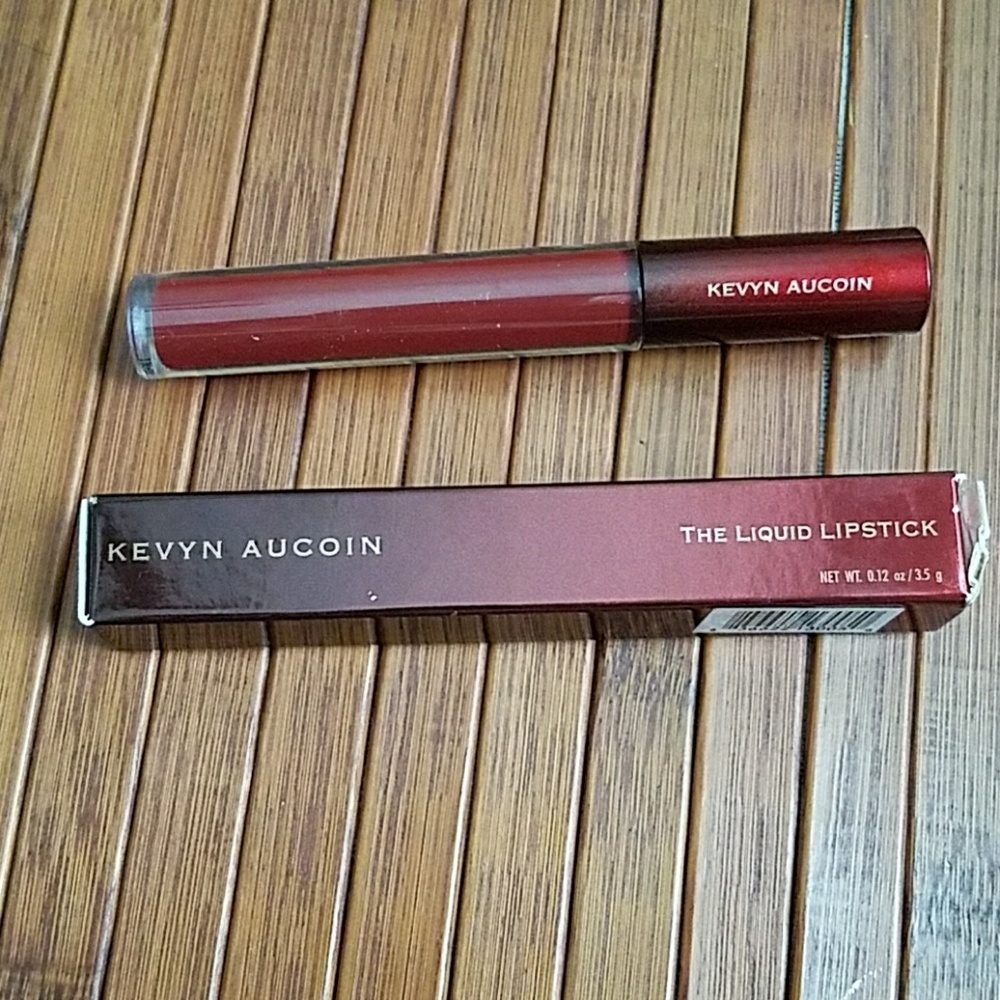 KEVYN AUCOIN
KEVYN AUCOIN
THE LIQUID LIPSTICK
NET WT. 0.12 oz / 3.5 g